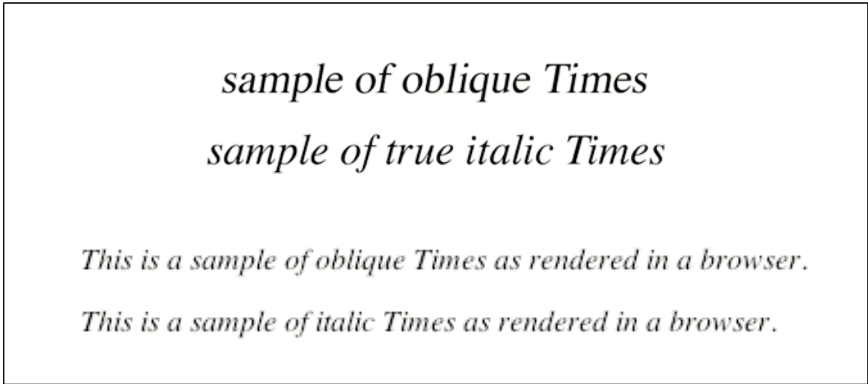 sample of oblique Times
sample of true italic Times
This is a sample of oblique Times as rendered in a browser.
This is a sample of italic Times as rendered in a browser.